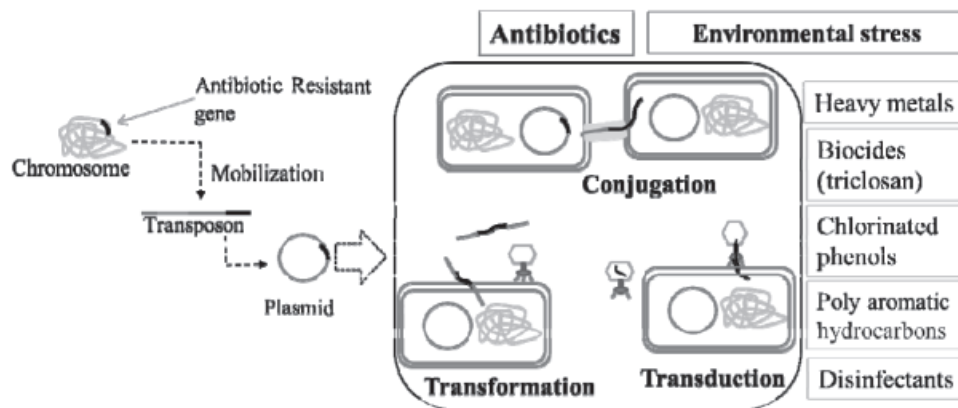 Antibiotics
Environmental stress
Antibiotic Resistant
gene
Chromosome
Mobilization
Transposon
Plasmid
Conjugation
Transformation
Transduction
Heavy metals
Biocides
(triclosan)
Chlorinated
phenols
Poly aromatic
hydrocarbons
Disinfectants